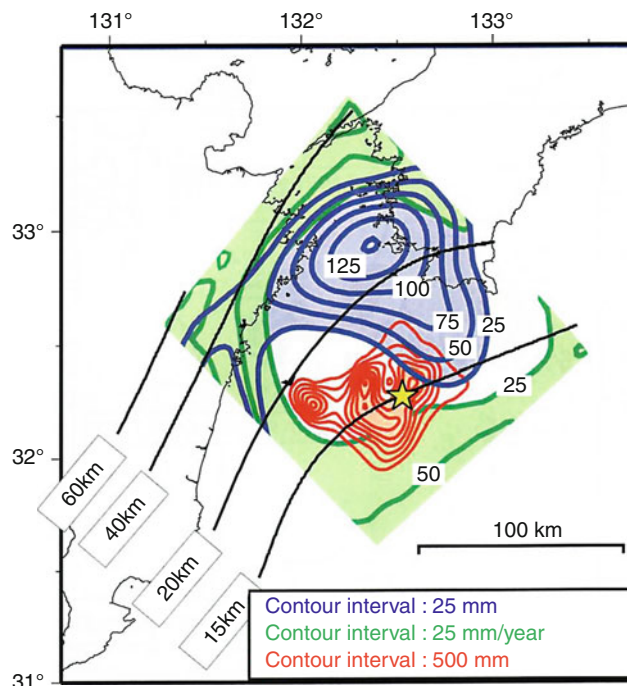 131° 132° 133°
33°
125
100
75 25
50
25
32°
50
60km
40km
20km
15km
100 km
Contour interval : 25 mm
Contour interval : 25 mm/year
Contour interval : 500 mm
31°